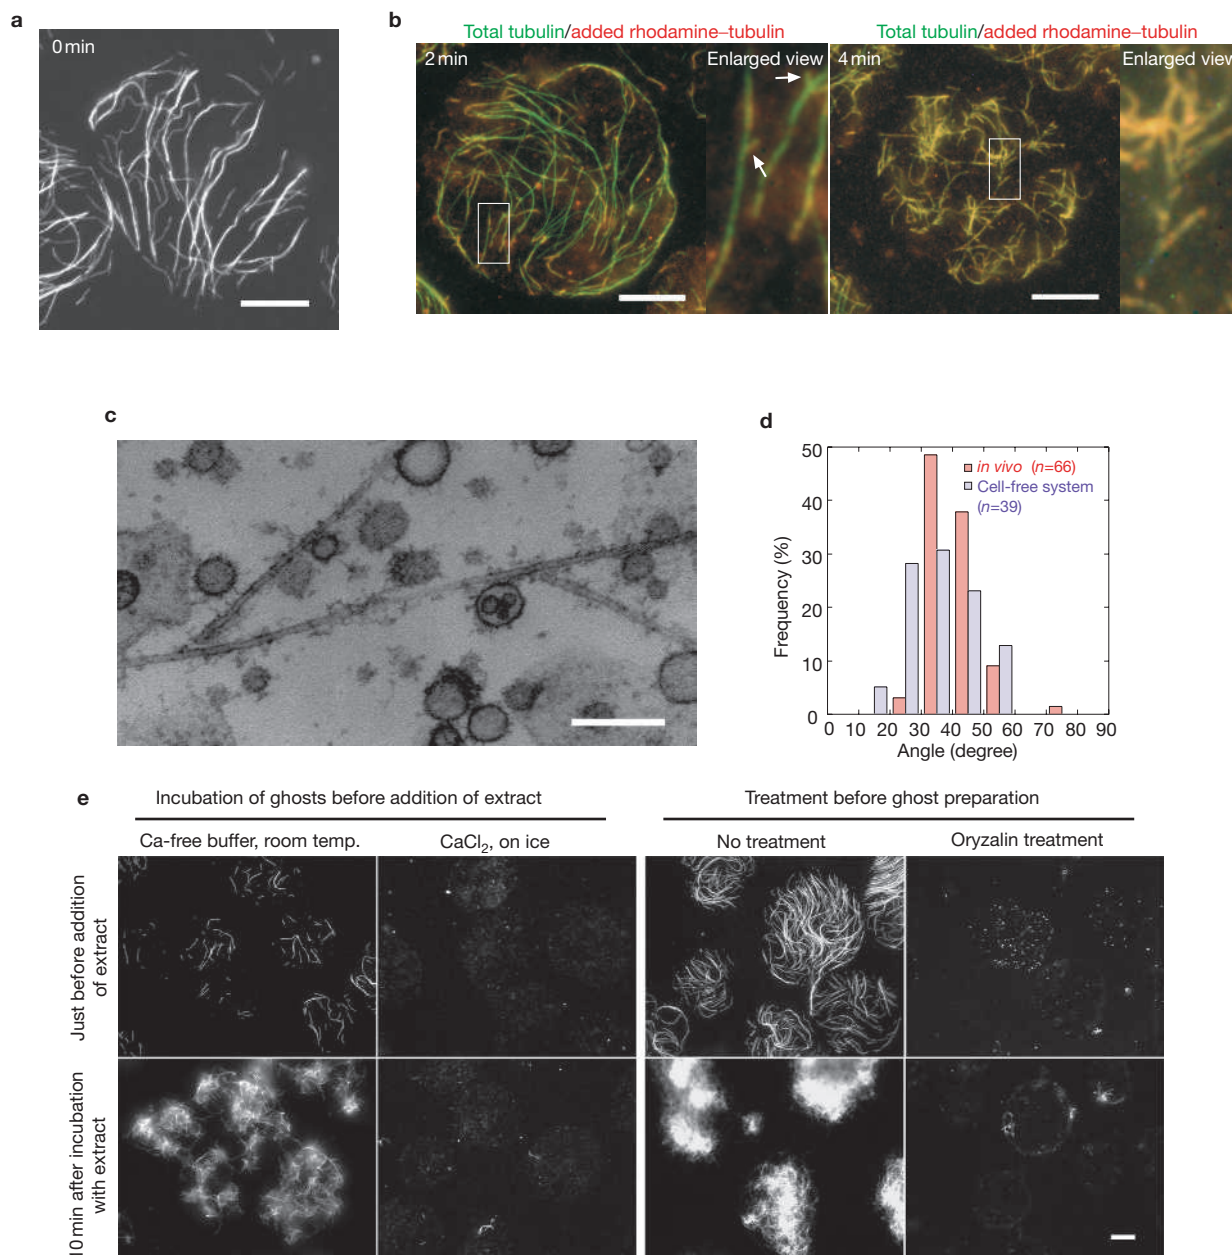 a
0 min
b
Total tubulin/added rhodamine–tubulin
2 min
Enlarged view
Total tubulin/added rhodamine–tubulin
4 min
Enlarged view
c
d
50
40
30
20
10
0
Frequency (%)
in vivo (n=66)
Cell-free system
(n=39)
0 10 20 30 40 50 60 70 80 90
Angle (degree)
e
Incubation of ghosts before addition of extract
Treatment before ghost preparation
Ca-free buffer, room temp.
CaCl₂, on ice
No treatment
Oryzalin treatment
Just before addition
of extract
10 min after incubation
with extract